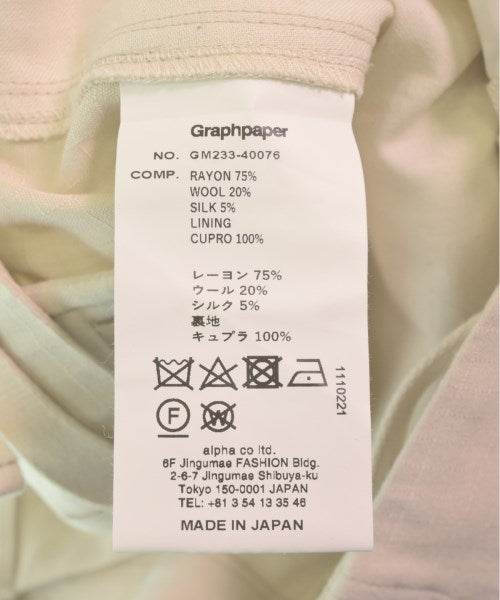 Graphpaper
NO. GM233-40076
COMP. RAYON 75%
WOOL 20%
SILK 5%
LINING
CUPRO 100%
レーヨン 75%
ウール 20%
シルク 5%
裏地
キュプラ 100%
1110221
F
W
alpha co ltd.
6F Jingumae FASHION Bldg.
2-6-7 Jingumae Shibuya-ku
Tokyo 150-0001 JAPAN
TEL: +81 3 54 13 35 46
MADE IN JAPAN